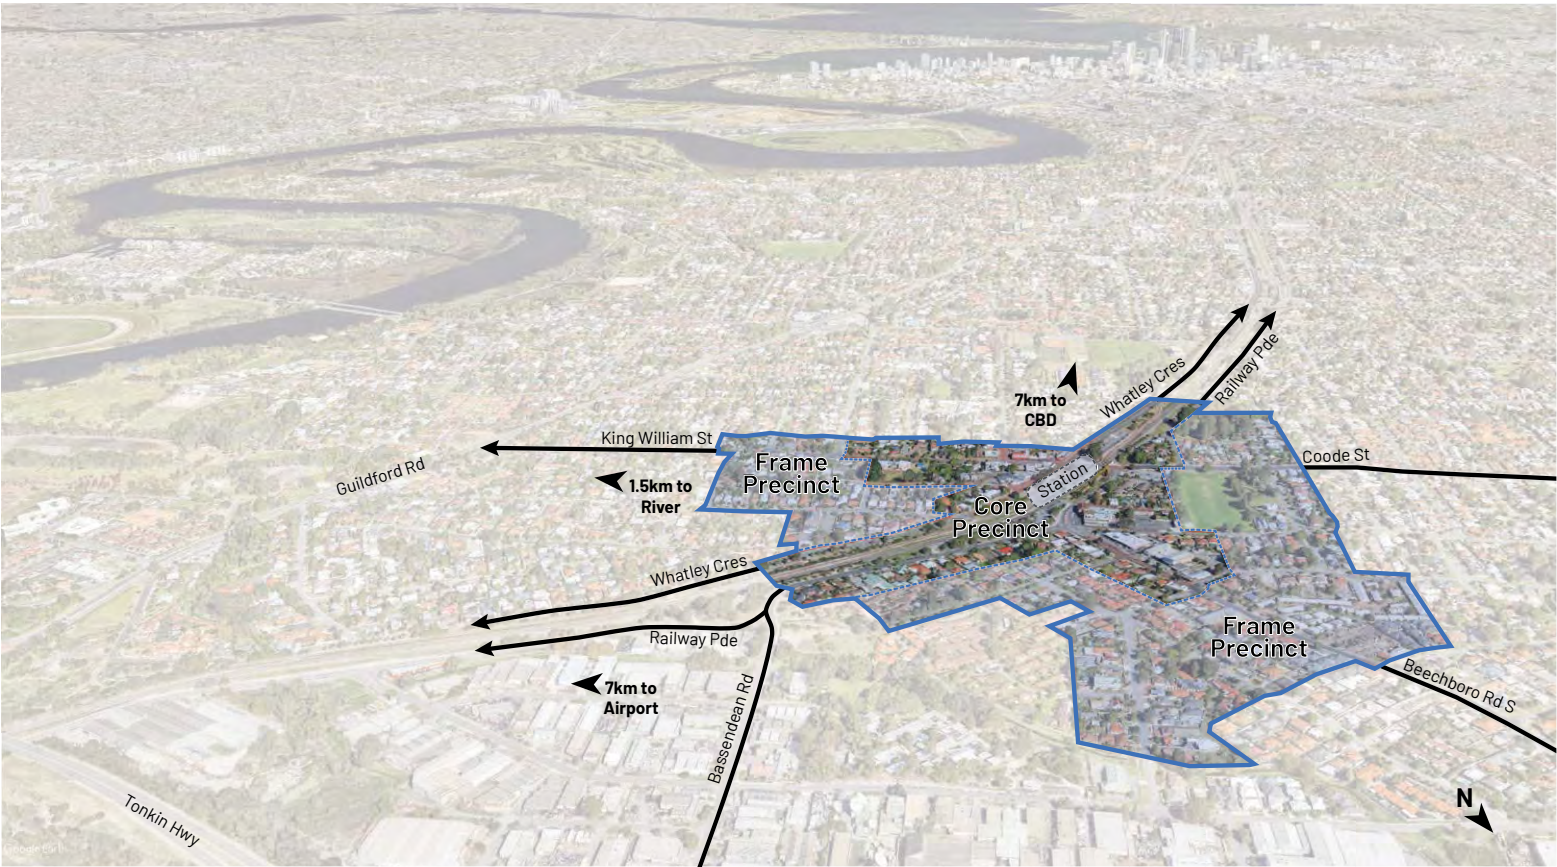 Whatley Cres
Railway Pde
7km to
CBD
King William St
Guildford Rd
1.5km to
River
Frame
Precinct
Station
Core
Precinct
Coode St
Whatley Cres
Railway Pde
7km to
Airport
Bassendean Rd
Frame
Precinct
Beechboro Rd S
Tonkin Hwy
N
Google Earth